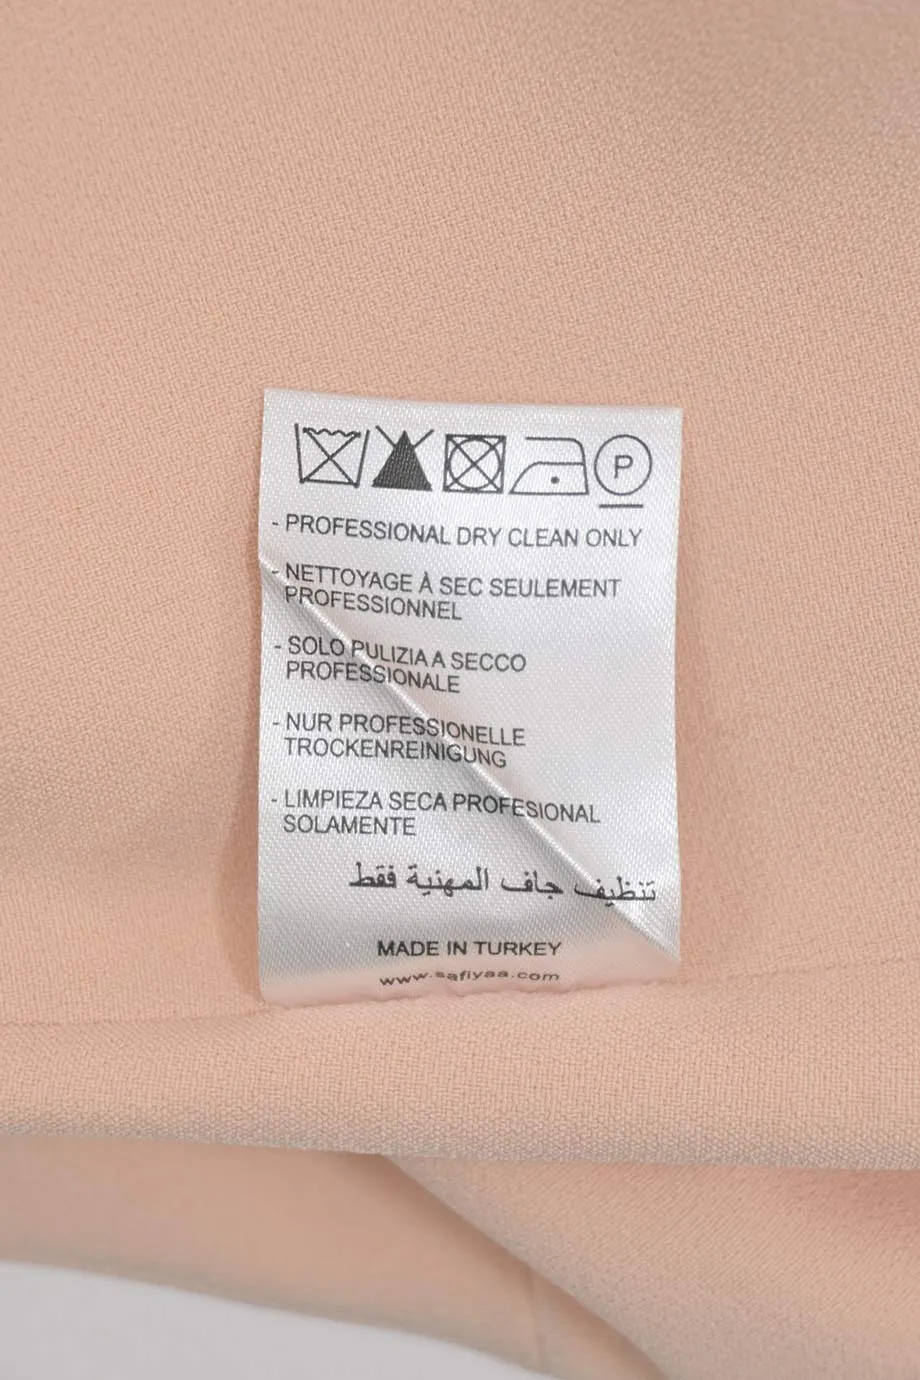 P
- PROFESSIONAL DRY CLEAN ONLY
- NETTOYAGE À SEC SEULEMENT
PROFESSIONNEL
- SOLO PULIZIA A SECCO
PROFESSIONALE
- NUR PROFESSIONELLE
TROCKENREINIGUNG
- LIMPIEZA SECA PROFESIONAL
SOLAMENTE
تنظيف جاف المهنية فقط
MADE IN TURKEY
www.safiyaa.com